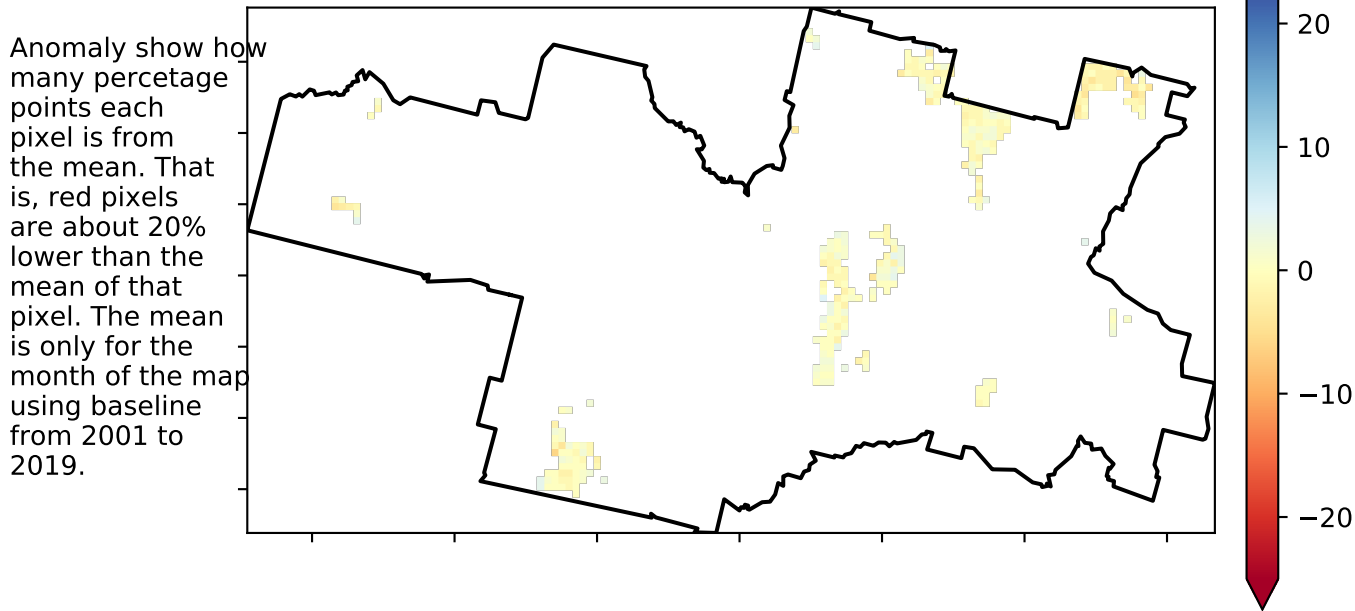 Anomaly show how
many percetage
points each
pixel is from
the mean. That
is, red pixels
are about 20%
lower than the
mean of that
pixel. The mean
is only for the
month of the map
using baseline
from 2001 to
2019.
20
10
0
−10
−20